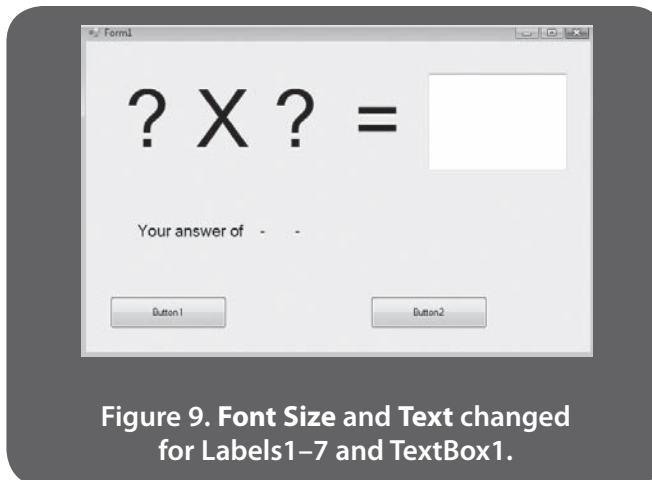 Form1
? X ? =
Your answer of - -
Button1 Button2
Figure 9. Font Size and Text changed
for Labels1–7 and TextBox1.